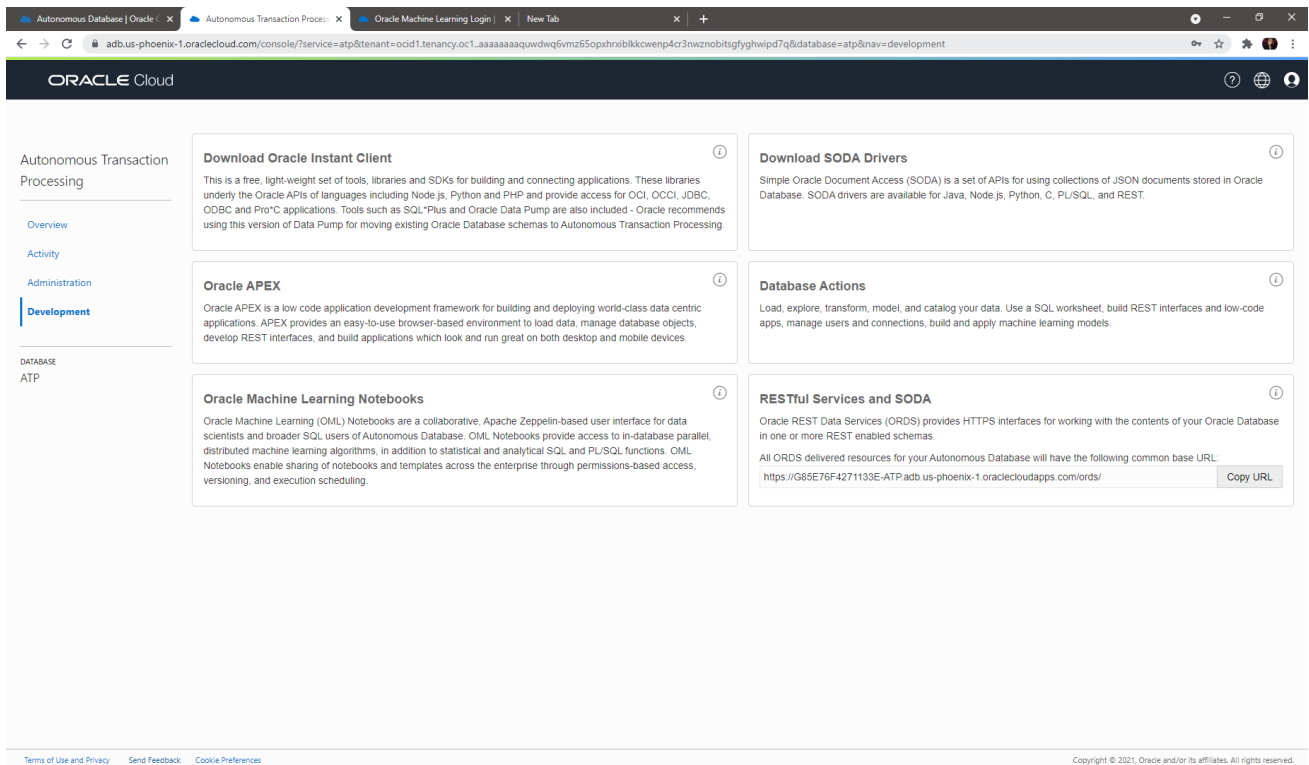 Autonomous Database | Oracle C
Autonomous Transaction Process
Oracle Machine Learning Login |
New Tab
adb.us-phoenix-1.oraclecloud.com/console/?service=atp&tenant=ocid1.tenancy.oc1..aaaaaaaaquwdwq6vmz65opxhrxiblkkcwenp4cr3nwznobitsgfyghwipd7q&database=atp&nav=development
ORACLE Cloud
Autonomous Transaction
Processing
Overview
Activity
Administration
Development
DATABASE
ATP
Download Oracle Instant Client
This is a free, light-weight set of tools, libraries and SDKs for building and connecting applications. These libraries
underly the Oracle APIs of languages including Node.js, Python and PHP and provide access for OCI, OCCI, JDBC,
ODBC and Pro*C applications. Tools such as SQL*Plus and Oracle Data Pump are also included - Oracle recommends
using this version of Data Pump for moving existing Oracle Database schemas to Autonomous Transaction Processing.
Download SODA Drivers
Simple Oracle Document Access (SODA) is a set of APIs for using collections of JSON documents stored in Oracle
Database. SODA drivers are available for Java, Node.js, Python, C, PL/SQL, and REST.
Oracle APEX
Oracle APEX is a low code application development framework for building and deploying world-class data centric
applications. APEX provides an easy-to-use browser-based environment to load data, manage database objects,
develop REST interfaces, and build applications which look and run great on both desktop and mobile devices.
Database Actions
Load, explore, transform, model, and catalog your data. Use a SQL worksheet, build REST interfaces and low-code
apps, manage users and connections, build and apply machine learning models.
Oracle Machine Learning Notebooks
Oracle Machine Learning (OML) Notebooks are a collaborative, Apache Zeppelin-based user interface for data
scientists and broader SQL users of Autonomous Database. OML Notebooks provide access to in-database parallel,
distributed machine learning algorithms, in addition to statistical and analytical SQL and PL/SQL functions. OML
Notebooks enable sharing of notebooks and templates across the enterprise through permissions-based access,
versioning, and execution scheduling.
RESTful Services and SODA
Oracle REST Data Services (ORDS) provides HTTPS interfaces for working with the contents of your Oracle Database
in one or more REST enabled schemas.
All ORDS delivered resources for your Autonomous Database will have the following common base URL:
https://G85E76F4271133E-ATP.adb.us-phoenix-1.oraclecloudapps.com/ords/
Copy URL
Terms of Use and Privacy
Send Feedback
Cookie Preferences
Copyright © 2021, Oracle and/or its affiliates. All rights reserved.